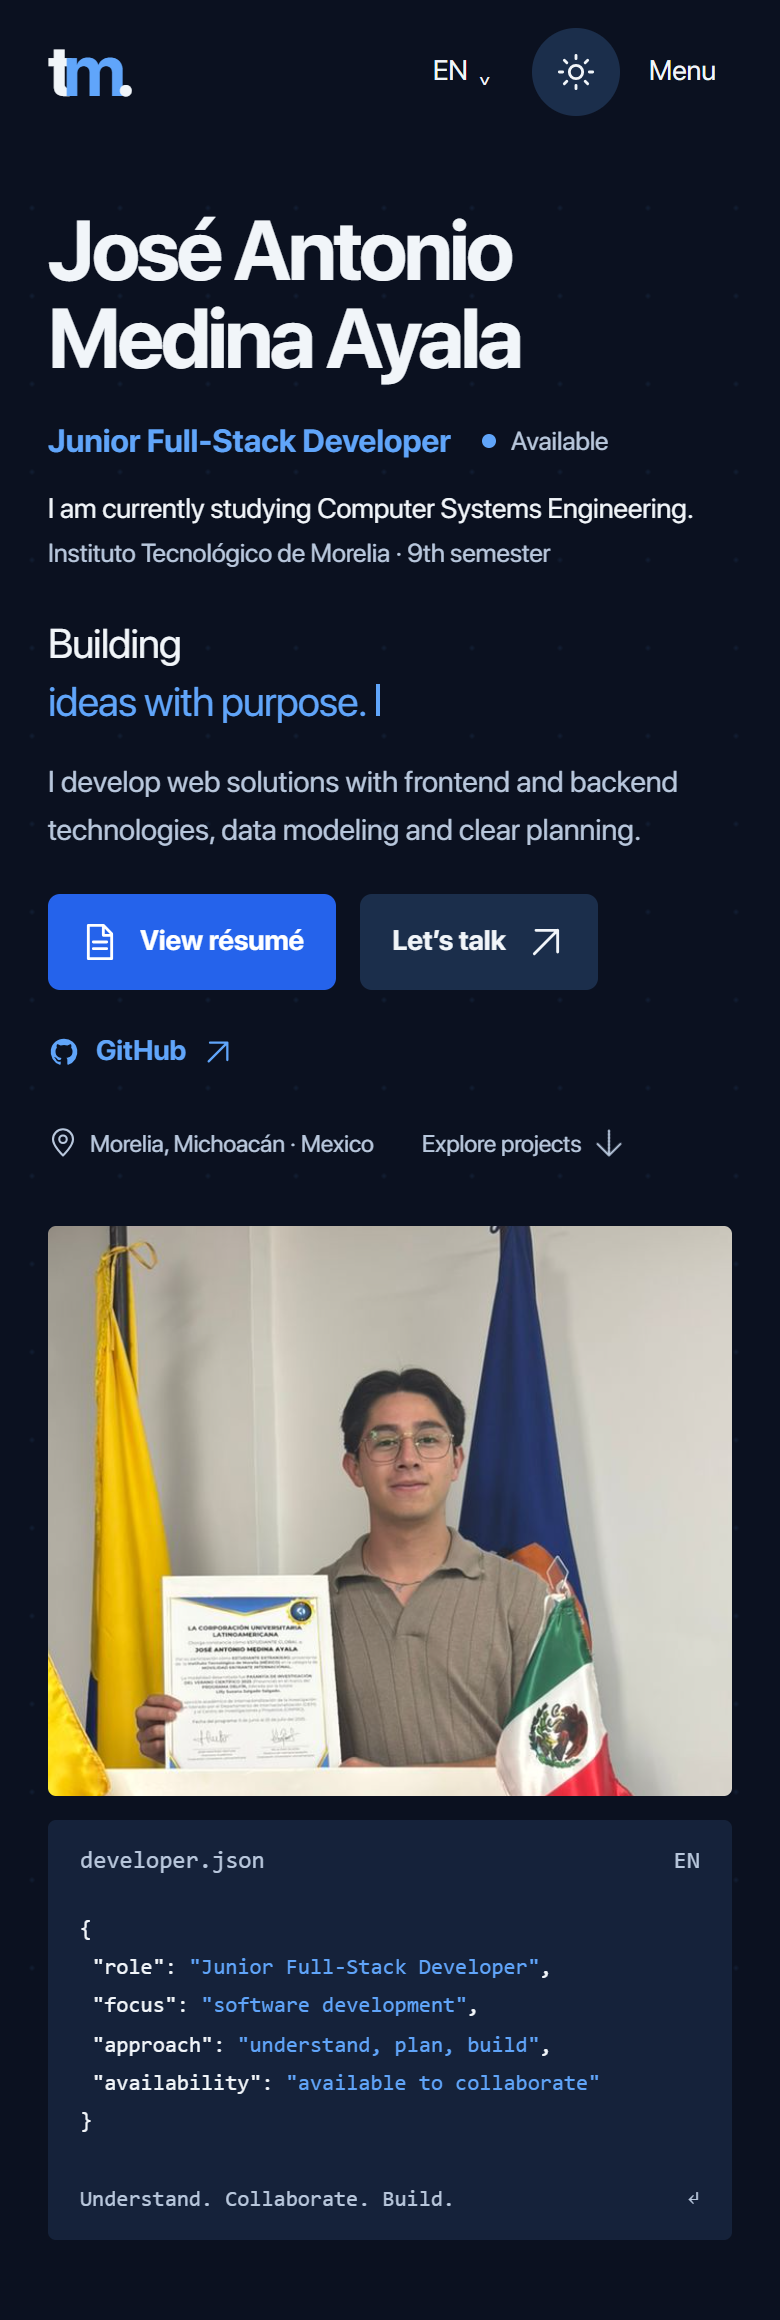 tm.
EN
Menu
José Antonio
Medina Ayala
Junior Full-Stack Developer
Available
I am currently studying Computer Systems Engineering.
Instituto Tecnológico de Morelia · 9th semester
Building
ideas with purpose.
I develop web solutions with frontend and backend
technologies, data modeling and clear planning.
View résumé
Let’s talk
GitHub
Morelia, Michoacán · Mexico
Explore projects
LA CORPORACIÓN UNIVERSITARIA
LATINOAMERICANA
JOSÉ ANTONIO MEDINA AYALA
developer.json
EN
{
"role": "Junior Full-Stack Developer",
"focus": "software development",
"approach": "understand, plan, build",
"availability": "available to collaborate"
}
Understand. Collaborate. Build.